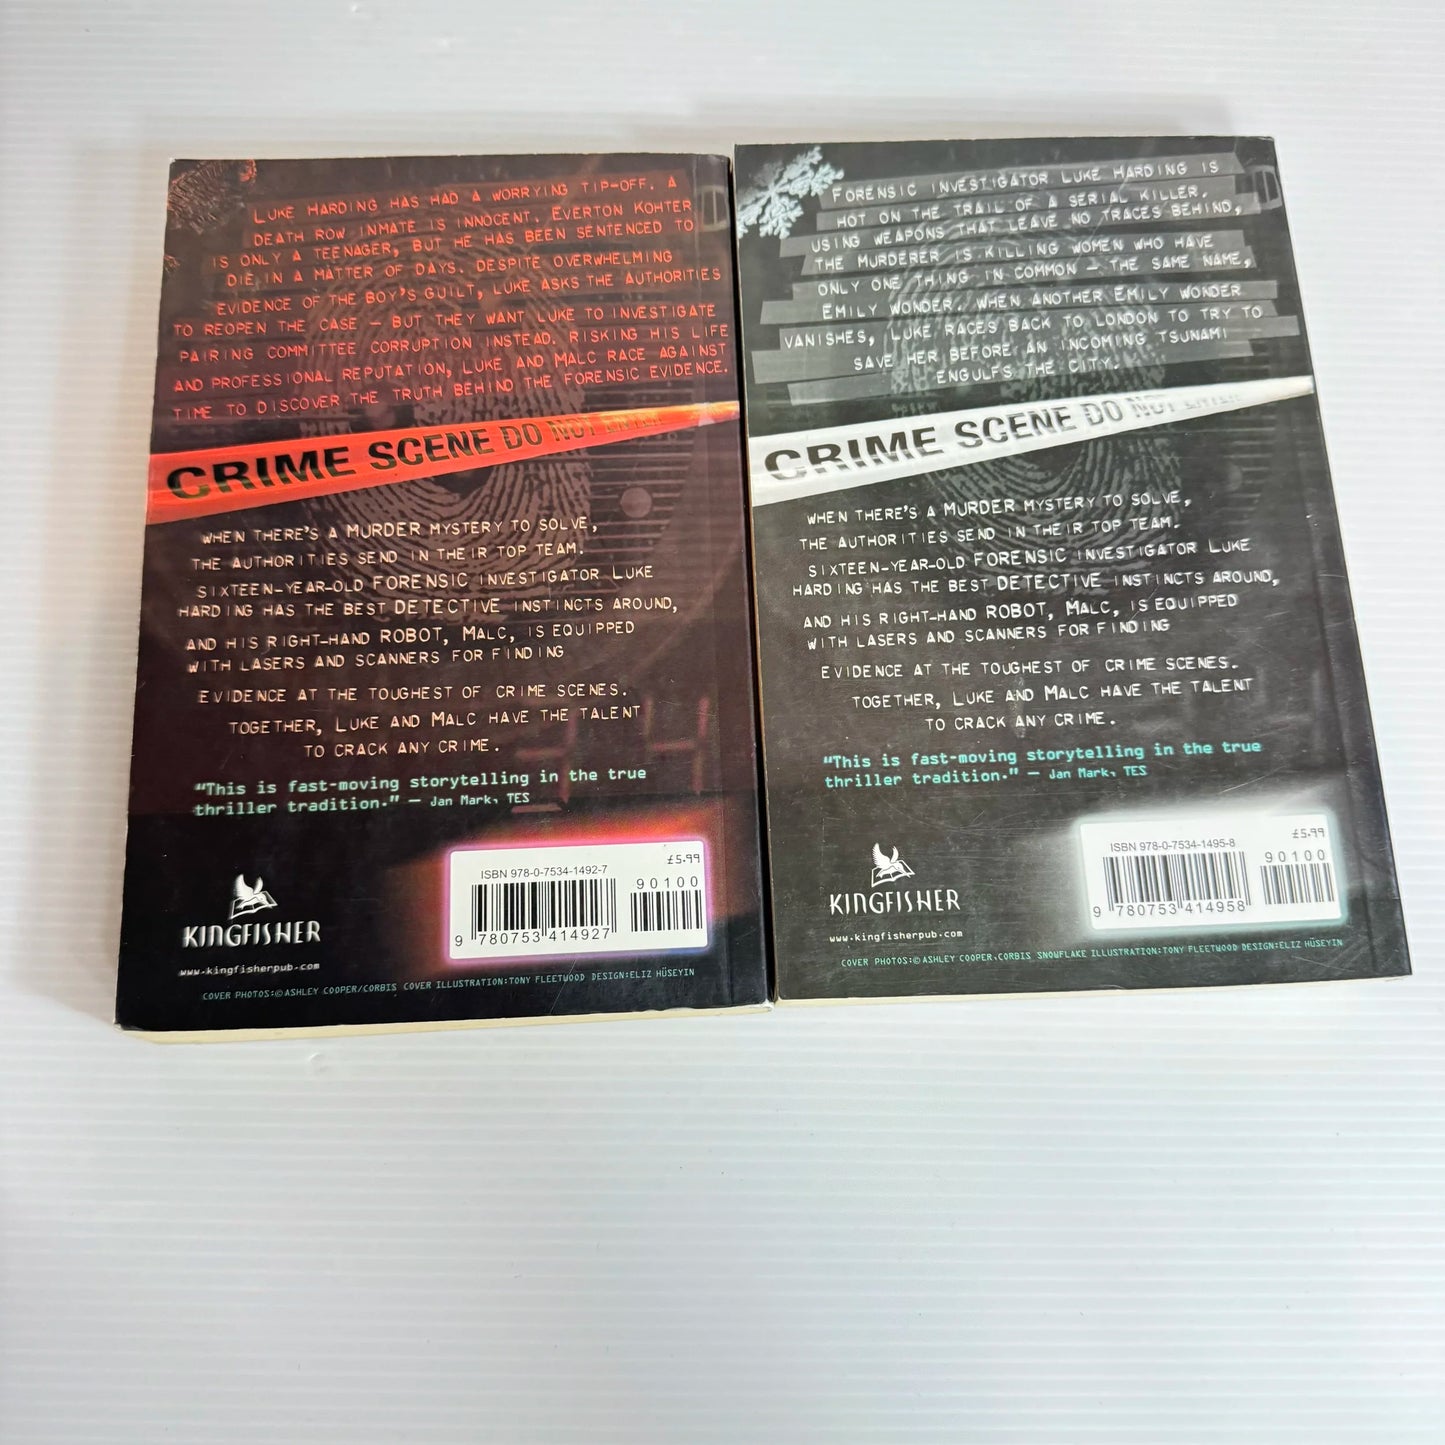 LUKE HARDING HAS HAD A WORRYING TIP-OFF. A
DEATH ROW INMATE IS INNOCENT. EVERTON KOHTER
IS ONLY A TEENAGER, BUT HE HAS BEEN SENTENCED TO
DIE IN A MATTER OF DAYS. DESPITE OVERWHELMING
EVIDENCE OF THE BOY'S GUILT, LUKE ASKS THE AUTHORITIES
TO REOPEN THE CASE – BUT THEY WANT LUKE TO INVESTIGATE
PAIRING COMMITTEE CORRUPTION INSTEAD. RISKING HIS LIFE
AND PROFESSIONAL REPUTATION, LUKE AND MALC RACE AGAINST
TIME TO DISCOVER THE TRUTH BEHIND THE FORENSIC EVIDENCE.
CRIME SCENE DO NOT ENTER
WHEN THERE'S A MURDER MYSTERY TO SOLVE,
THE AUTHORITIES SEND IN THEIR TOP TEAM.
SIXTEEN-YEAR-OLD FORENSIC INVESTIGATOR LUKE
HARDING HAS THE BEST DETECTIVE INSTINCTS AROUND,
AND HIS RIGHT-HAND ROBOT, MALC, IS EQUIPPED
WITH LASERS AND SCANNERS FOR FINDING
EVIDENCE AT THE TOUGHEST OF CRIME SCENES.
TOGETHER, LUKE AND MALC HAVE THE TALENT
TO CRACK ANY CRIME.
"This is fast-moving storytelling in the true
thriller tradition." – Jan Mark, TES
KINGFISHER
www.kingfisherpub.com
ISBN 978-0-7534-1492-7
£5.99
90100
9 780753 414927
COVER PHOTOS:© ASHLEY COOPER/CORBIS COVER ILLUSTRATION:TONY FLEETWOOD DESIGN:ELIZ HÜSEYIN
FORENSIC INVESTIGATOR LUKE HARDING IS
HOT ON THE TRAIL OF A SERIAL KILLER.
USING WEAPONS THAT LEAVE NO TRACES BEHIND,
THE MURDERER IS KILLING WOMEN WHO HAVE
ONLY ONE THING IN COMMON – THE SAME NAME,
EMILY WONDER. WHEN ANOTHER EMILY WONDER
VANISHES, LUKE RACES BACK TO LONDON TO TRY TO
SAVE HER BEFORE AN INCOMING TSUNAMI
ENGULFS THE CITY.
CRIME SCENE DO NOT ENTER
WHEN THERE'S A MURDER MYSTERY TO SOLVE,
THE AUTHORITIES SEND IN THEIR TOP TEAM.
SIXTEEN-YEAR-OLD FORENSIC INVESTIGATOR LUKE
HARDING HAS THE BEST DETECTIVE INSTINCTS AROUND,
AND HIS RIGHT-HAND ROBOT, MALC, IS EQUIPPED
WITH LASERS AND SCANNERS FOR FINDING
EVIDENCE AT THE TOUGHEST OF CRIME SCENES.
TOGETHER, LUKE AND MALC HAVE THE TALENT
TO CRACK ANY CRIME.
"This is fast-moving storytelling in the true
thriller tradition." – Jan Mark, TES
KINGFISHER
www.kingfisherpub.com
ISBN 978-0-7534-1495-8
£5.99
90100
9 780753 414958
COVER PHOTOS:© ASHLEY COOPER,CORBIS SNOWFLAKE ILLUSTRATION:TONY FLEETWOOD DESIGN:ELIZ HÜSEYIN